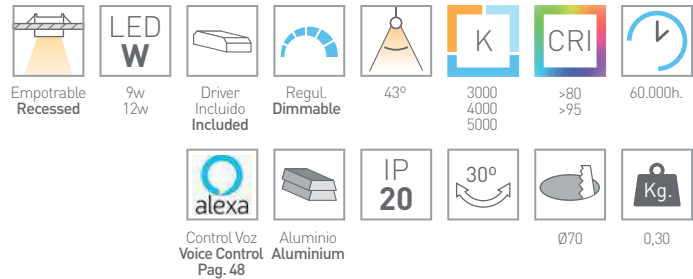 LED
W
K
CRI
Empotrable
Recessed
9w
12w
Driver
Incluido
Included
Regul.
Dimmable
43º
3000
4000
5000
>80
>95
60.000h.
alexa
IP
20
30º
Kg.
Control Voz
Voice Control
Pag. 48
Aluminio
Aluminium
Ø70
0,30